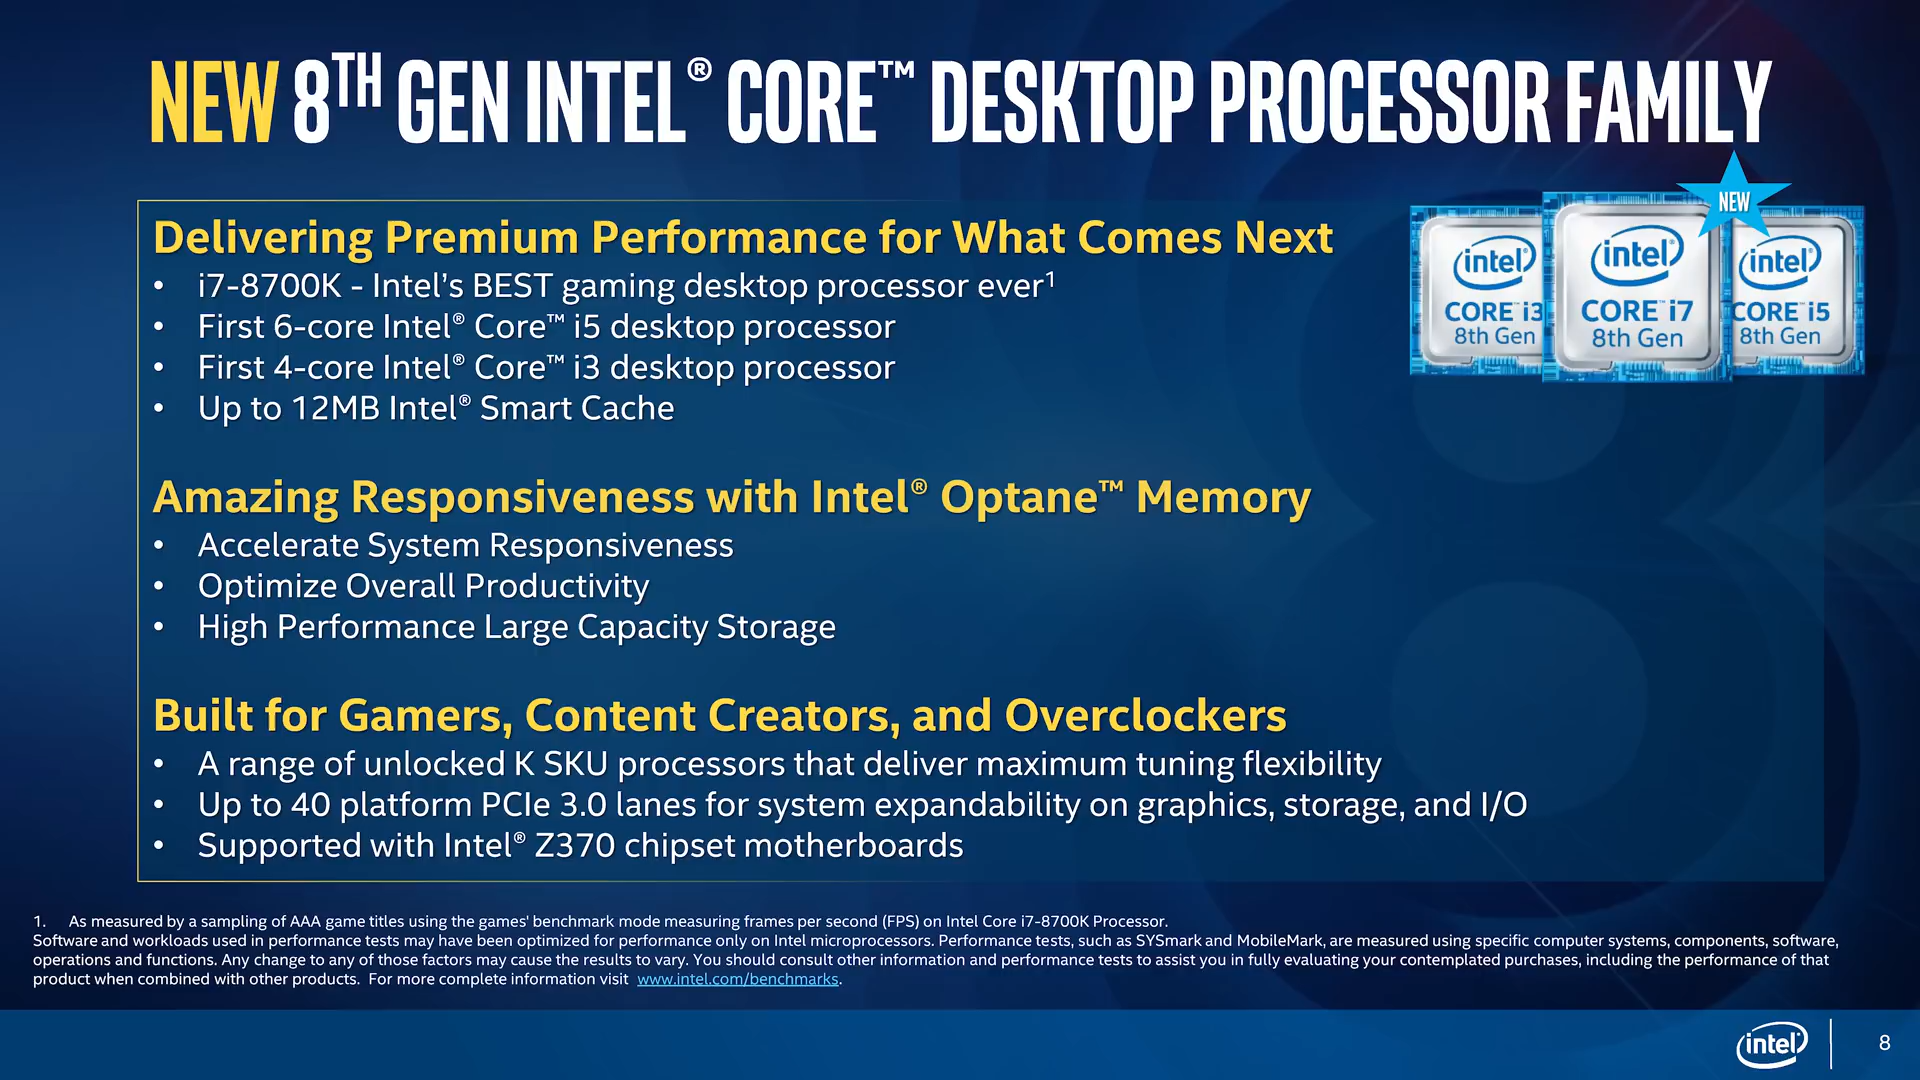 NEW 8TH GEN INTEL® CORE™ DESKTOP PROCESSOR FAMILY
NEW
Delivering Premium Performance for What Comes Next
• i7-8700K - Intel's BEST gaming desktop processor ever1
• First 6-core Intel® Core™ i5 desktop processor
• First 4-core Intel® Core™ i3 desktop processor
• Up to 12MB Intel® Smart Cache
intel®
CORE™ i3
8th Gen
intel®
CORE™ i7
8th Gen
intel®
CORE™ i5
8th Gen
Amazing Responsiveness with Intel® Optane™ Memory
• Accelerate System Responsiveness
• Optimize Overall Productivity
• High Performance Large Capacity Storage
Built for Gamers, Content Creators, and Overclockers
• A range of unlocked K SKU processors that deliver maximum tuning flexibility
• Up to 40 platform PCIe 3.0 lanes for system expandability on graphics, storage, and I/O
• Supported with Intel® Z370 chipset motherboards
1. As measured by a sampling of AAA game titles using the games' benchmark mode measuring frames per second (FPS) on Intel Core i7-8700K Processor.
Software and workloads used in performance tests may have been optimized for performance only on Intel microprocessors. Performance tests, such as SYSmark and MobileMark, are measured using specific computer systems, components, software,
operations and functions. Any change to any of those factors may cause the results to vary. You should consult other information and performance tests to assist you in fully evaluating your contemplated purchases, including the performance of that
product when combined with other products. For more complete information visit www.intel.com/benchmarks.
intel®
8